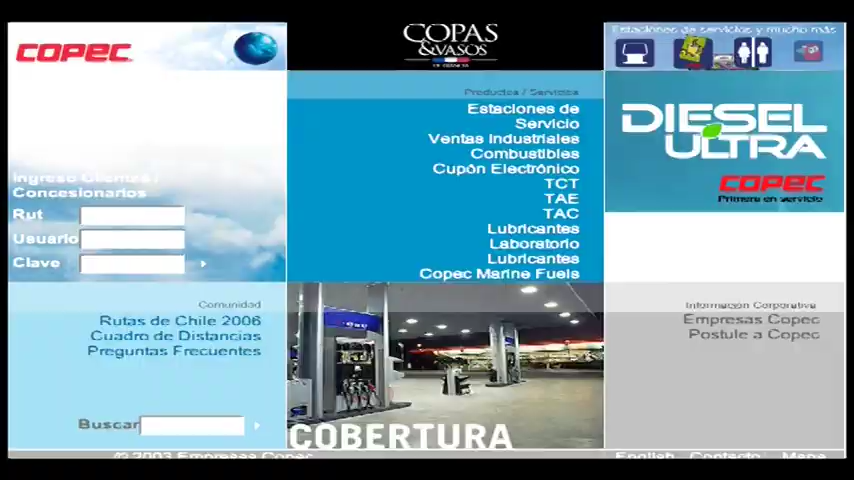 COPEC
COPAS
&VASOS
Estaciones de servicios y mucho más
Productos / Servicios
Estaciones de
Servicio
Ventas Industriales
Combustibles
Cupón Electrónico
TCT
TAE
TAC
Lubricantes
Laboratorio
Lubricantes
Copec Marine Fuels
DIESEL
ULTRA
COPEC
Primera en servicio
Ingreso Clientes /
Concesionarios
Rut
Usuario
Clave
Comunidad
Rutas de Chile 2006
Cuadro de Distancias
Preguntas Frecuentes
Buscar
COBERTURA
Información Corporativa
Empresas Copec
Postule a Copec
© 2003 Empresas Copec
English Contacto Mapa